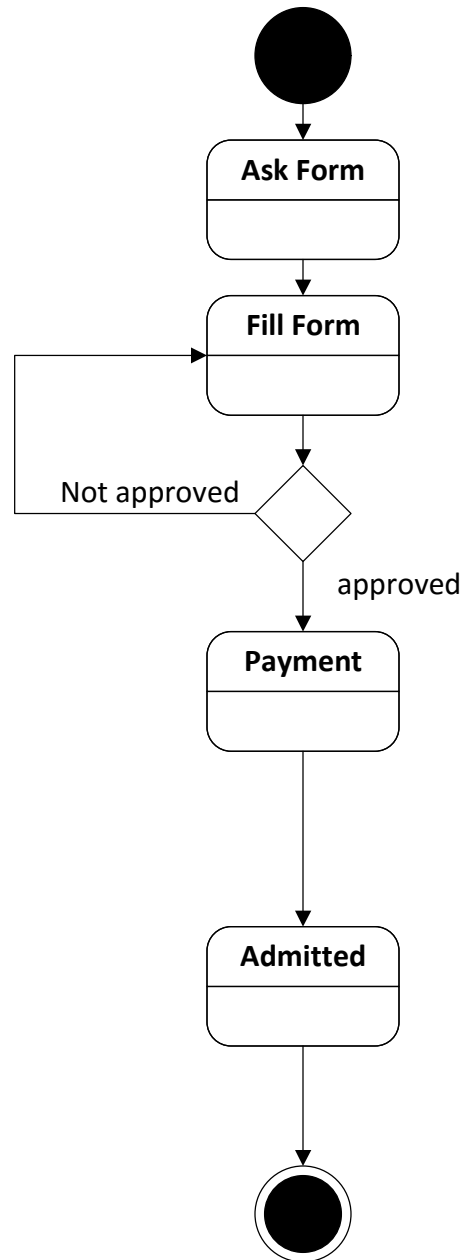 Ask Form
Fill Form
Not approved
approved
Payment
Admitted